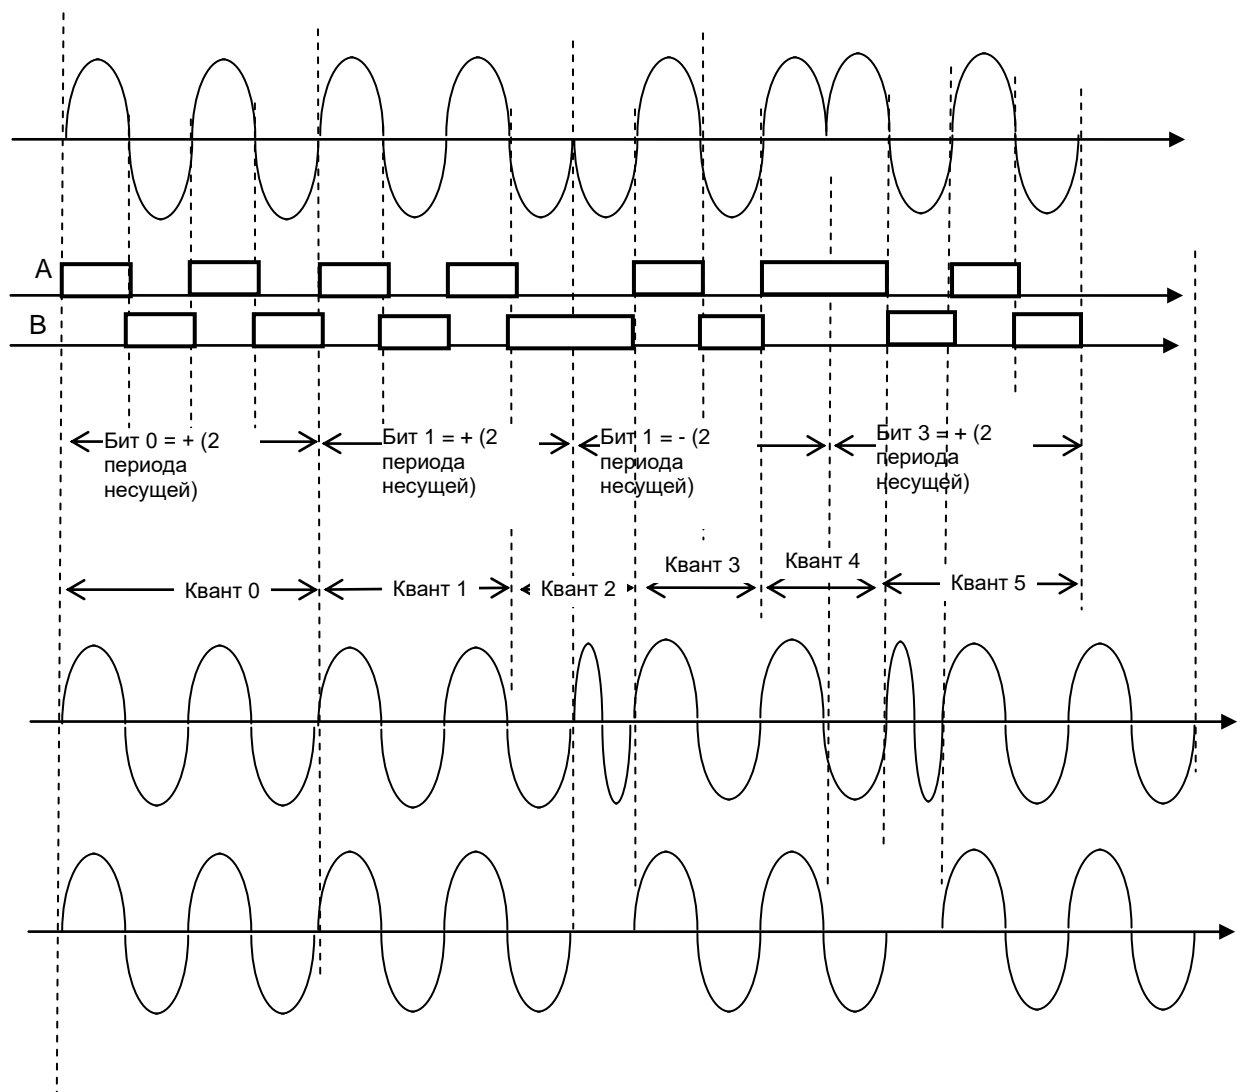 A
B
Бит 0 = + (2
периода
несущей)
Бит 1 = + (2
периода
несущей)
Бит 1 = - (2
периода
несущей)
Бит 3 = + (2
периода
несущей)
Квант 0
Квант 1
Квант 2
Квант 3
Квант 4
Квант 5